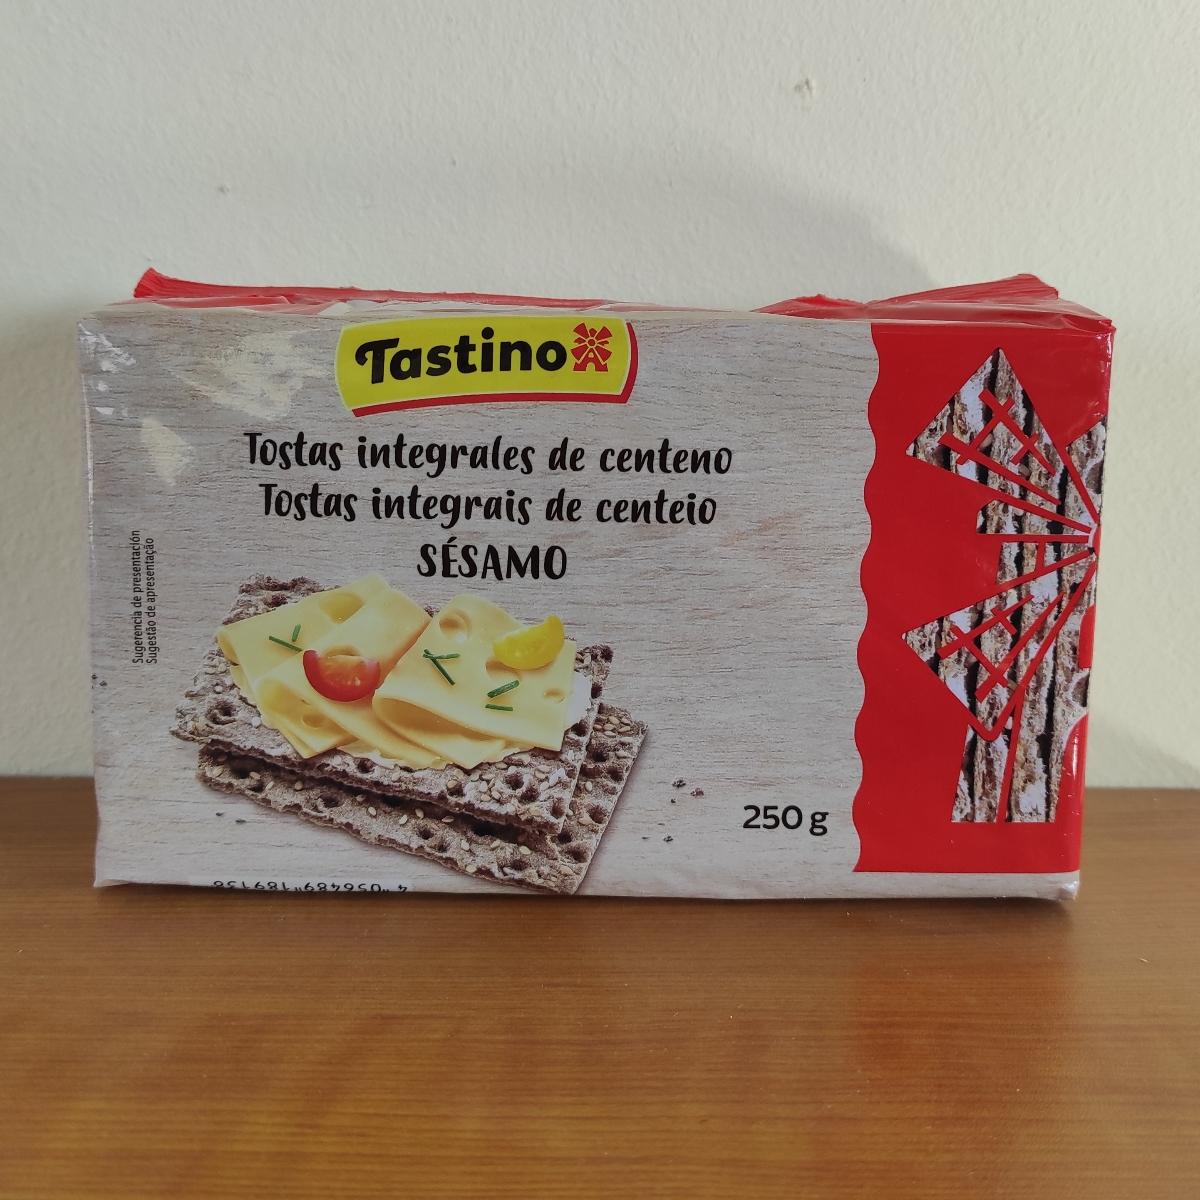 Tastino
Tostas integrales de centeno
Tostas integrais de centeio
SÉSAMO
Sugerencia de presentación
Sugestão de apresentação
250 g